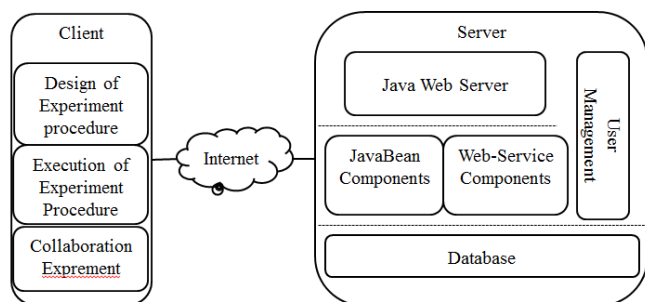 Client
Design of
Experiment
procedure
Execution of
Experiment
Procedure
Collaboration
Exprement
Internet
Server
Java Web Server
JavaBean
Components
Web-Service
Components
User
Management
Database